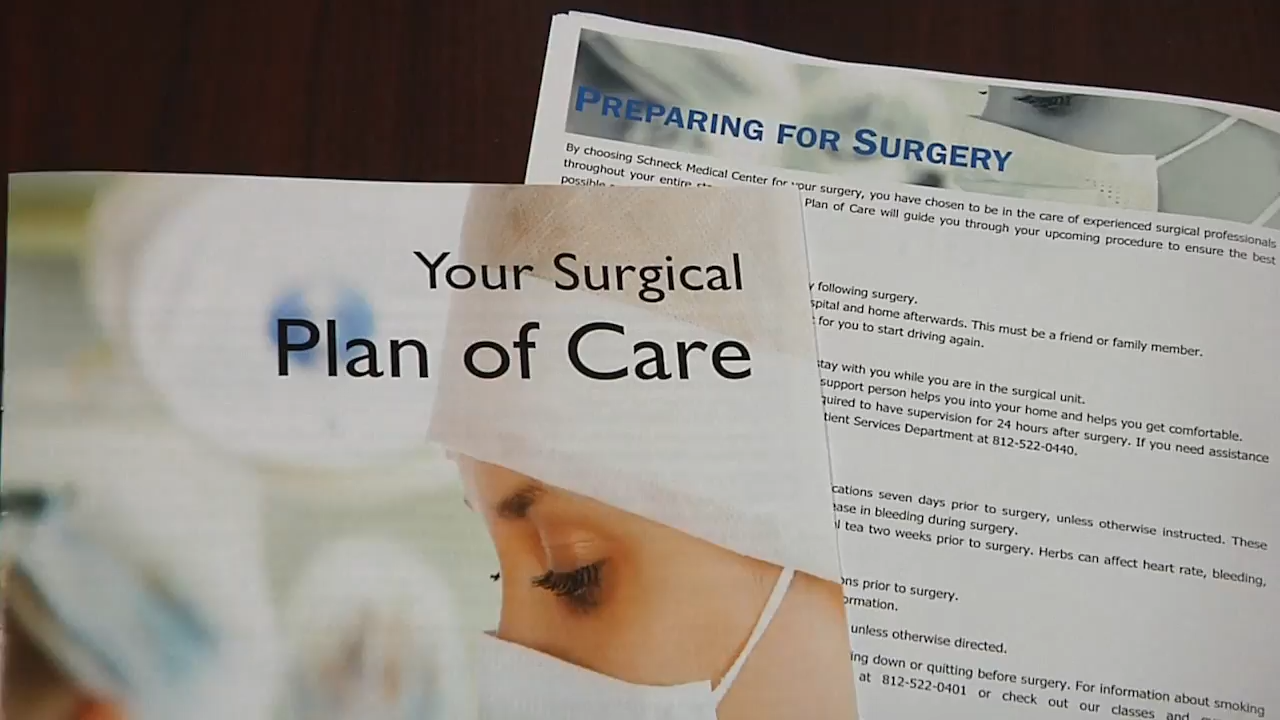 Your Surgical
Plan of Care
PREPARING FOR SURGERY
By choosing Schneck Medical Center for your surgery, you have chosen to be in the care of experienced surgical professionals
throughout your entire Plan of Care will guide you through your upcoming procedure to ensure the best
possible
following surgery.
and home afterwards. This must be a friend or family member.
for you to start driving again.
stay with you while you are in the surgical unit.
support person helps you into your home and helps you get comfortable.
to have supervision for 24 hours after surgery. If you need assistance
Services Department at 812-522-0440.
seven days prior to surgery, unless otherwise instructed. These
in bleeding during surgery.
tea two weeks prior to surgery. Herbs can affect heart rate, bleeding,
prior to surgery.
unless otherwise directed.
down or quitting before surgery. For information about smoking
at 812-522-0401 or check out our classes and